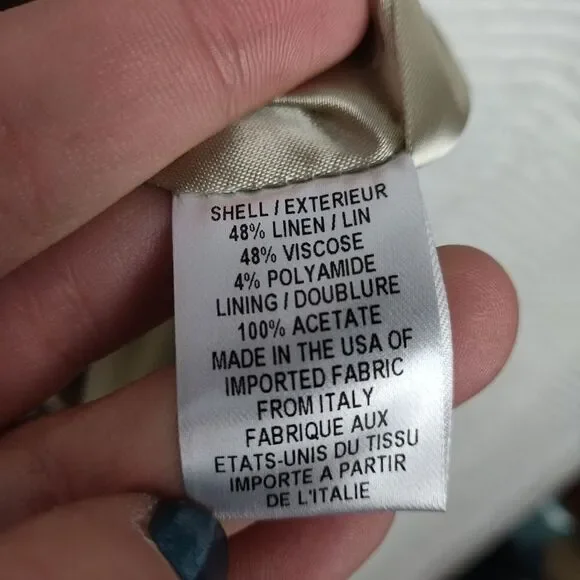 SHELL / EXTERIEUR
48% LINEN / LIN
48% VISCOSE
4% POLYAMIDE
LINING / DOUBLURE
100% ACETATE
MADE IN THE USA OF
IMPORTED FABRIC
FROM ITALY
FABRIQUE AUX
ETATS-UNIS DU TISSU
IMPORTE A PARTIR
DE L'ITALIE